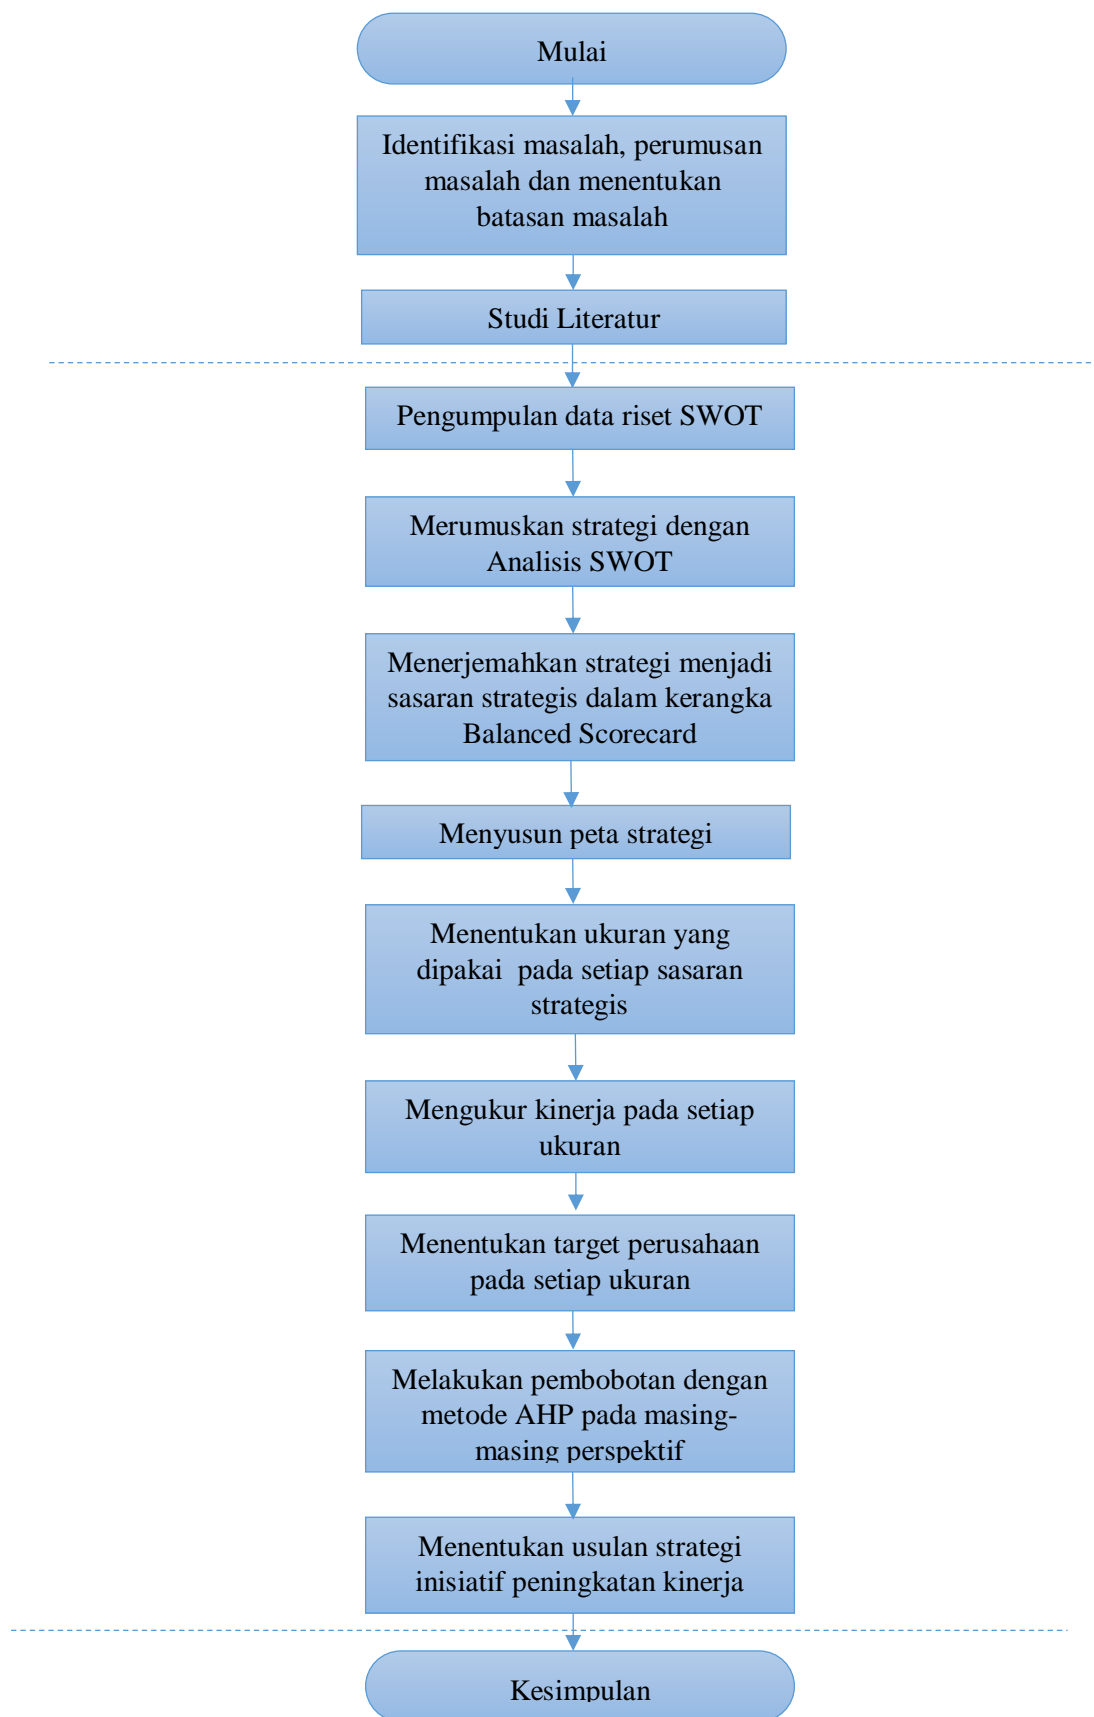 Mulai
Identifikasi masalah, perumusan
masalah dan menentukan
batasan masalah
Studi Literatur
Pengumpulan data riset SWOT
Merumuskan strategi dengan
Analisis SWOT
Menerjemahkan strategi menjadi
sasaran strategis dalam kerangka
Balanced Scorecard
Menyusun peta strategi
Menentukan ukuran yang
dipakai  pada setiap sasaran
strategis
Mengukur kinerja pada setiap
ukuran
Menentukan target perusahaan
pada setiap ukuran
Melakukan pembobotan dengan
metode AHP pada masing-
masing perspektif
Menentukan usulan strategi
inisiatif peningkatan kinerja
Kesimpulan